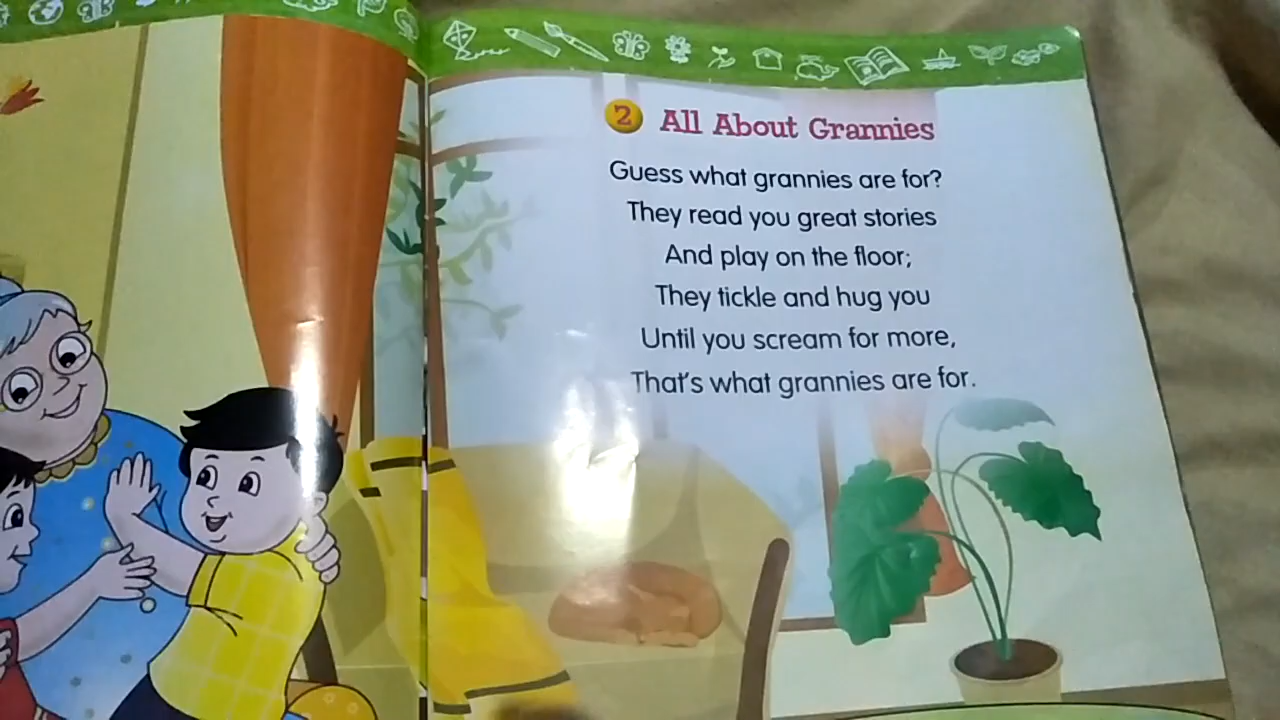 2 All About Grannies
Guess what grannies are for?
They read you great stories
And play on the floor;
They tickle and hug you
Until you scream for more,
That's what grannies are for.